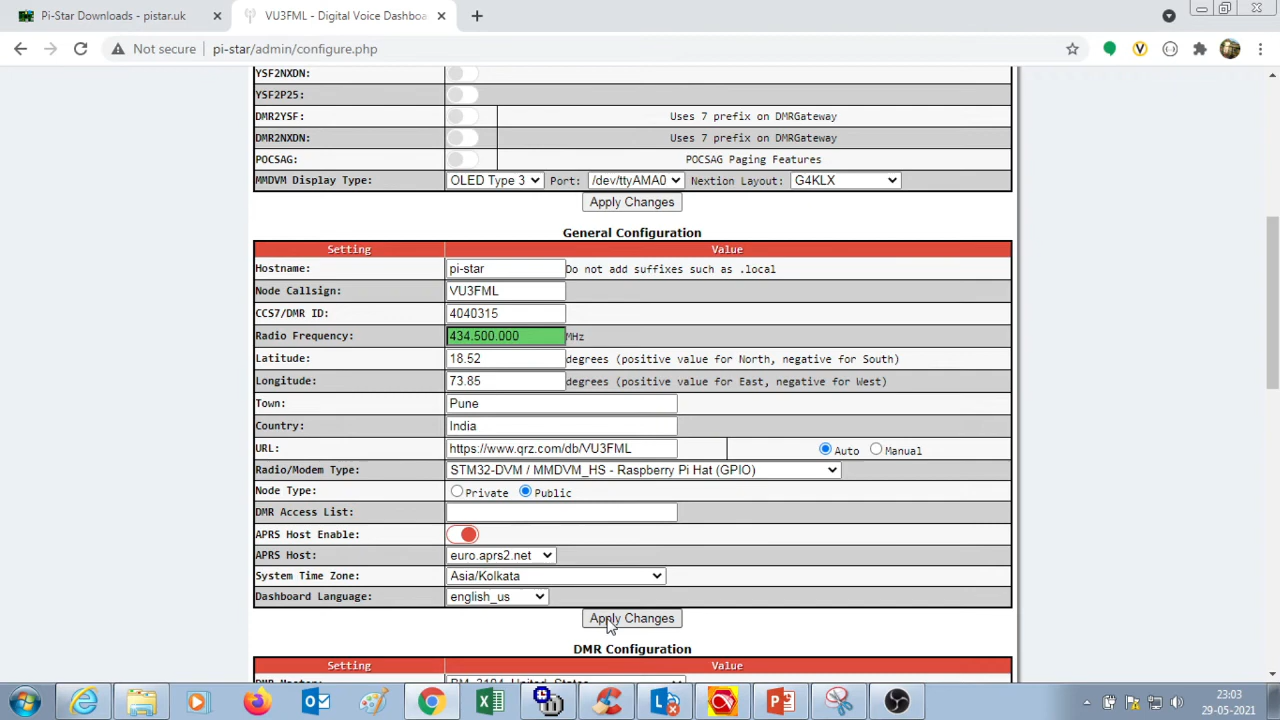 Pi-Star Downloads - pistar.uk
VU3FML - Digital Voice Dashboa
Not secure pi-star/admin/configure.php
YSF2NXDN:
YSF2P25:
DMR2YSF: Uses 7 prefix on DMRGateway
DMR2NXDN: Uses 7 prefix on DMRGateway
POCSAG: POCSAG Paging Features
MMDVM Display Type: OLED Type 3 Port: /dev/ttyAMA0 Nextion Layout: G4KLX
Apply Changes
General Configuration
Setting Value
Hostname: pi-star Do not add suffixes such as .local
Node Callsign: VU3FML
CCS7/DMR ID: 4040315
Radio Frequency: 434.500.000 MHz
Latitude: 18.52 degrees (positive value for North, negative for South)
Longitude: 73.85 degrees (positive value for East, negative for West)
Town: Pune
Country: India
URL: https://www.qrz.com/db/VU3FML Auto Manual
Radio/Modem Type: STM32-DVM / MMDVM_HS - Raspberry Pi Hat (GPIO)
Node Type: Private Public
DMR Access List:
APRS Host Enable:
APRS Host: euro.aprs2.net
System Time Zone: Asia/Kolkata
Dashboard Language: english_us
Apply Changes
DMR Configuration
Setting Value
DMR Master: BM_3104_United_States
23:03
29-05-2021